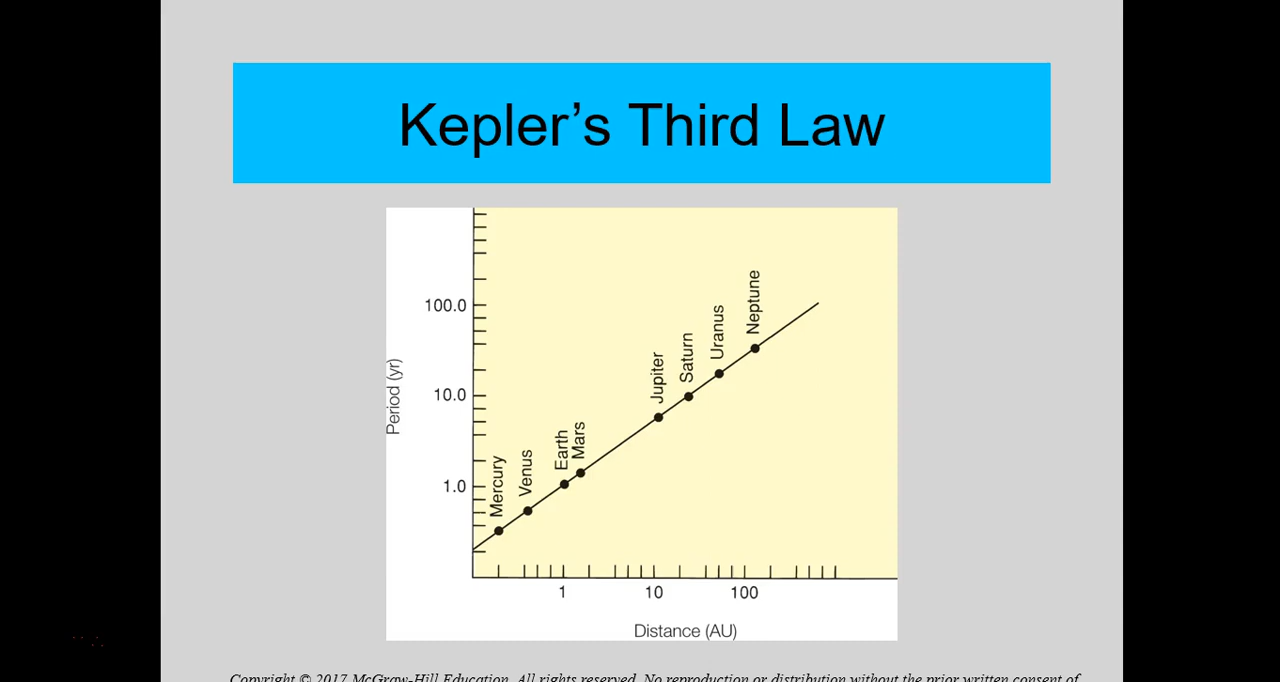 Kepler’s Third Law
Neptune
100.0
Uranus
Saturn
Jupiter
Period (yr)
10.0
Earth
Mars
Venus
Mercury
1.0
1 10 100
Distance (AU)
Copyright © 2017 McGraw-Hill Education. All rights reserved. No reproduction or distribution without the prior written consent of